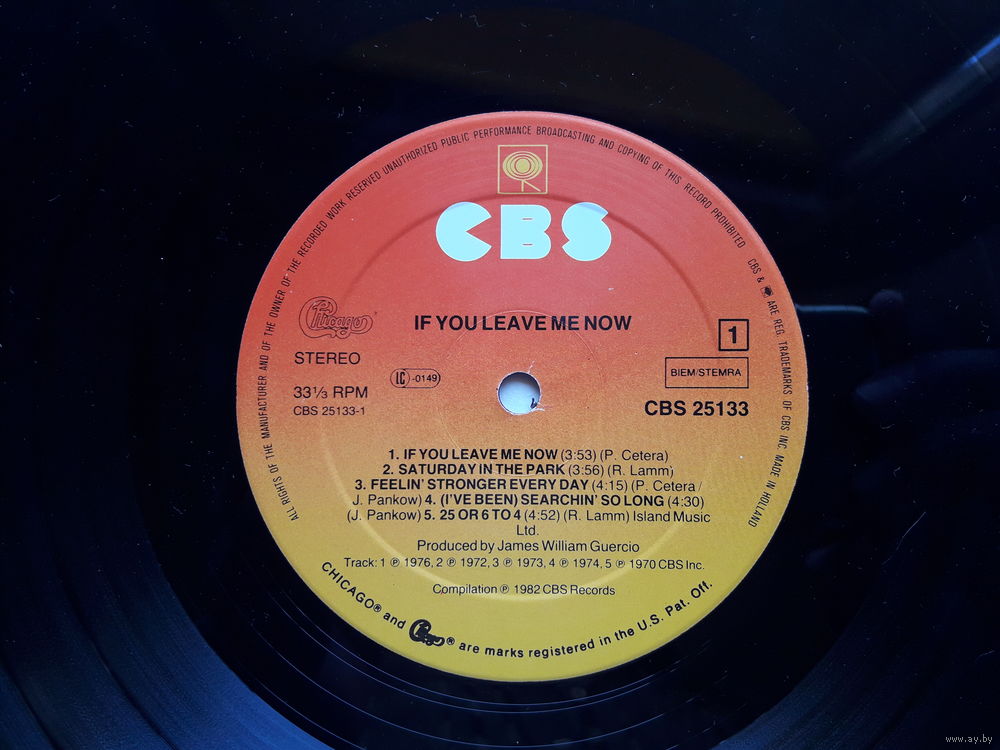 ALL RIGHTS OF THE MANUFACTURER AND OF THE OWNER OF THE RECORDED WORK RESERVED UNAUTHORIZED PUBLIC PERFORMANCE BROADCASTING AND COPYING OF THIS RECORD PROHIBITED CBS & ARE REG. TRADEMARKS OF CBS INC. MADE IN HOLLAND
CBS
Chicago
IF YOU LEAVE ME NOW
1
STEREO
BIEM/STEMRA
LC -0149
33⅓ RPM
CBS 25133-1
CBS 25133
1. IF YOU LEAVE ME NOW (3:53) (P. Cetera)
2. SATURDAY IN THE PARK (3:56) (R. Lamm)
3. FEELIN' STRONGER EVERY DAY (4:15) (P. Cetera /
J. Pankow) 4. (I'VE BEEN) SEARCHIN' SO LONG (4:30)
(J. Pankow) 5. 25 OR 6 TO 4 (4:52) (R. Lamm) Island Music
Ltd.
Produced by James William Guercio
Track: 1 ℗ 1976, 2 ℗ 1972, 3 ℗ 1973, 4 ℗ 1974, 5 ℗ 1970 CBS Inc.
Compilation ℗ 1982 CBS Records
CHICAGO® and Chicago® are marks registered in the U.S. Pat. Off.
www.ay.by